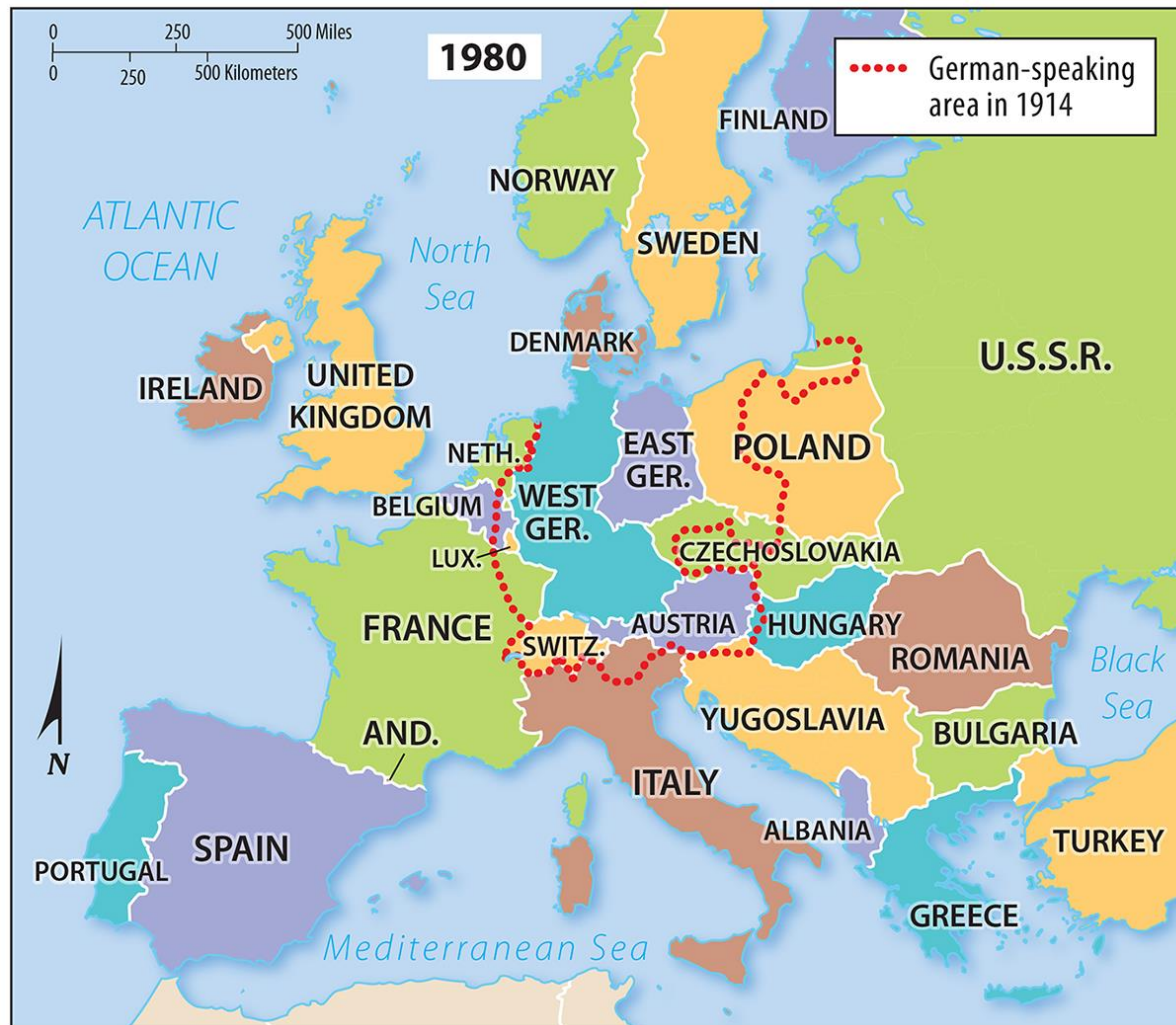 0 250 500 Miles
0 250 500 Kilometers
1980
German-speaking
area in 1914
FINLAND
NORWAY
SWEDEN
ATLANTIC
OCEAN
North
Sea
DENMARK
U.S.S.R.
IRELAND
UNITED
KINGDOM
NETH.
EAST
GER.
POLAND
BELGIUM
WEST
GER.
LUX.
CZECHOSLOVAKIA
FRANCE
SWITZ.
AUSTRIA
HUNGARY
ROMANIA
Black
Sea
N
AND.
YUGOSLAVIA
BULGARIA
ITALY
ALBANIA
TURKEY
PORTUGAL
SPAIN
GREECE
Mediterranean Sea